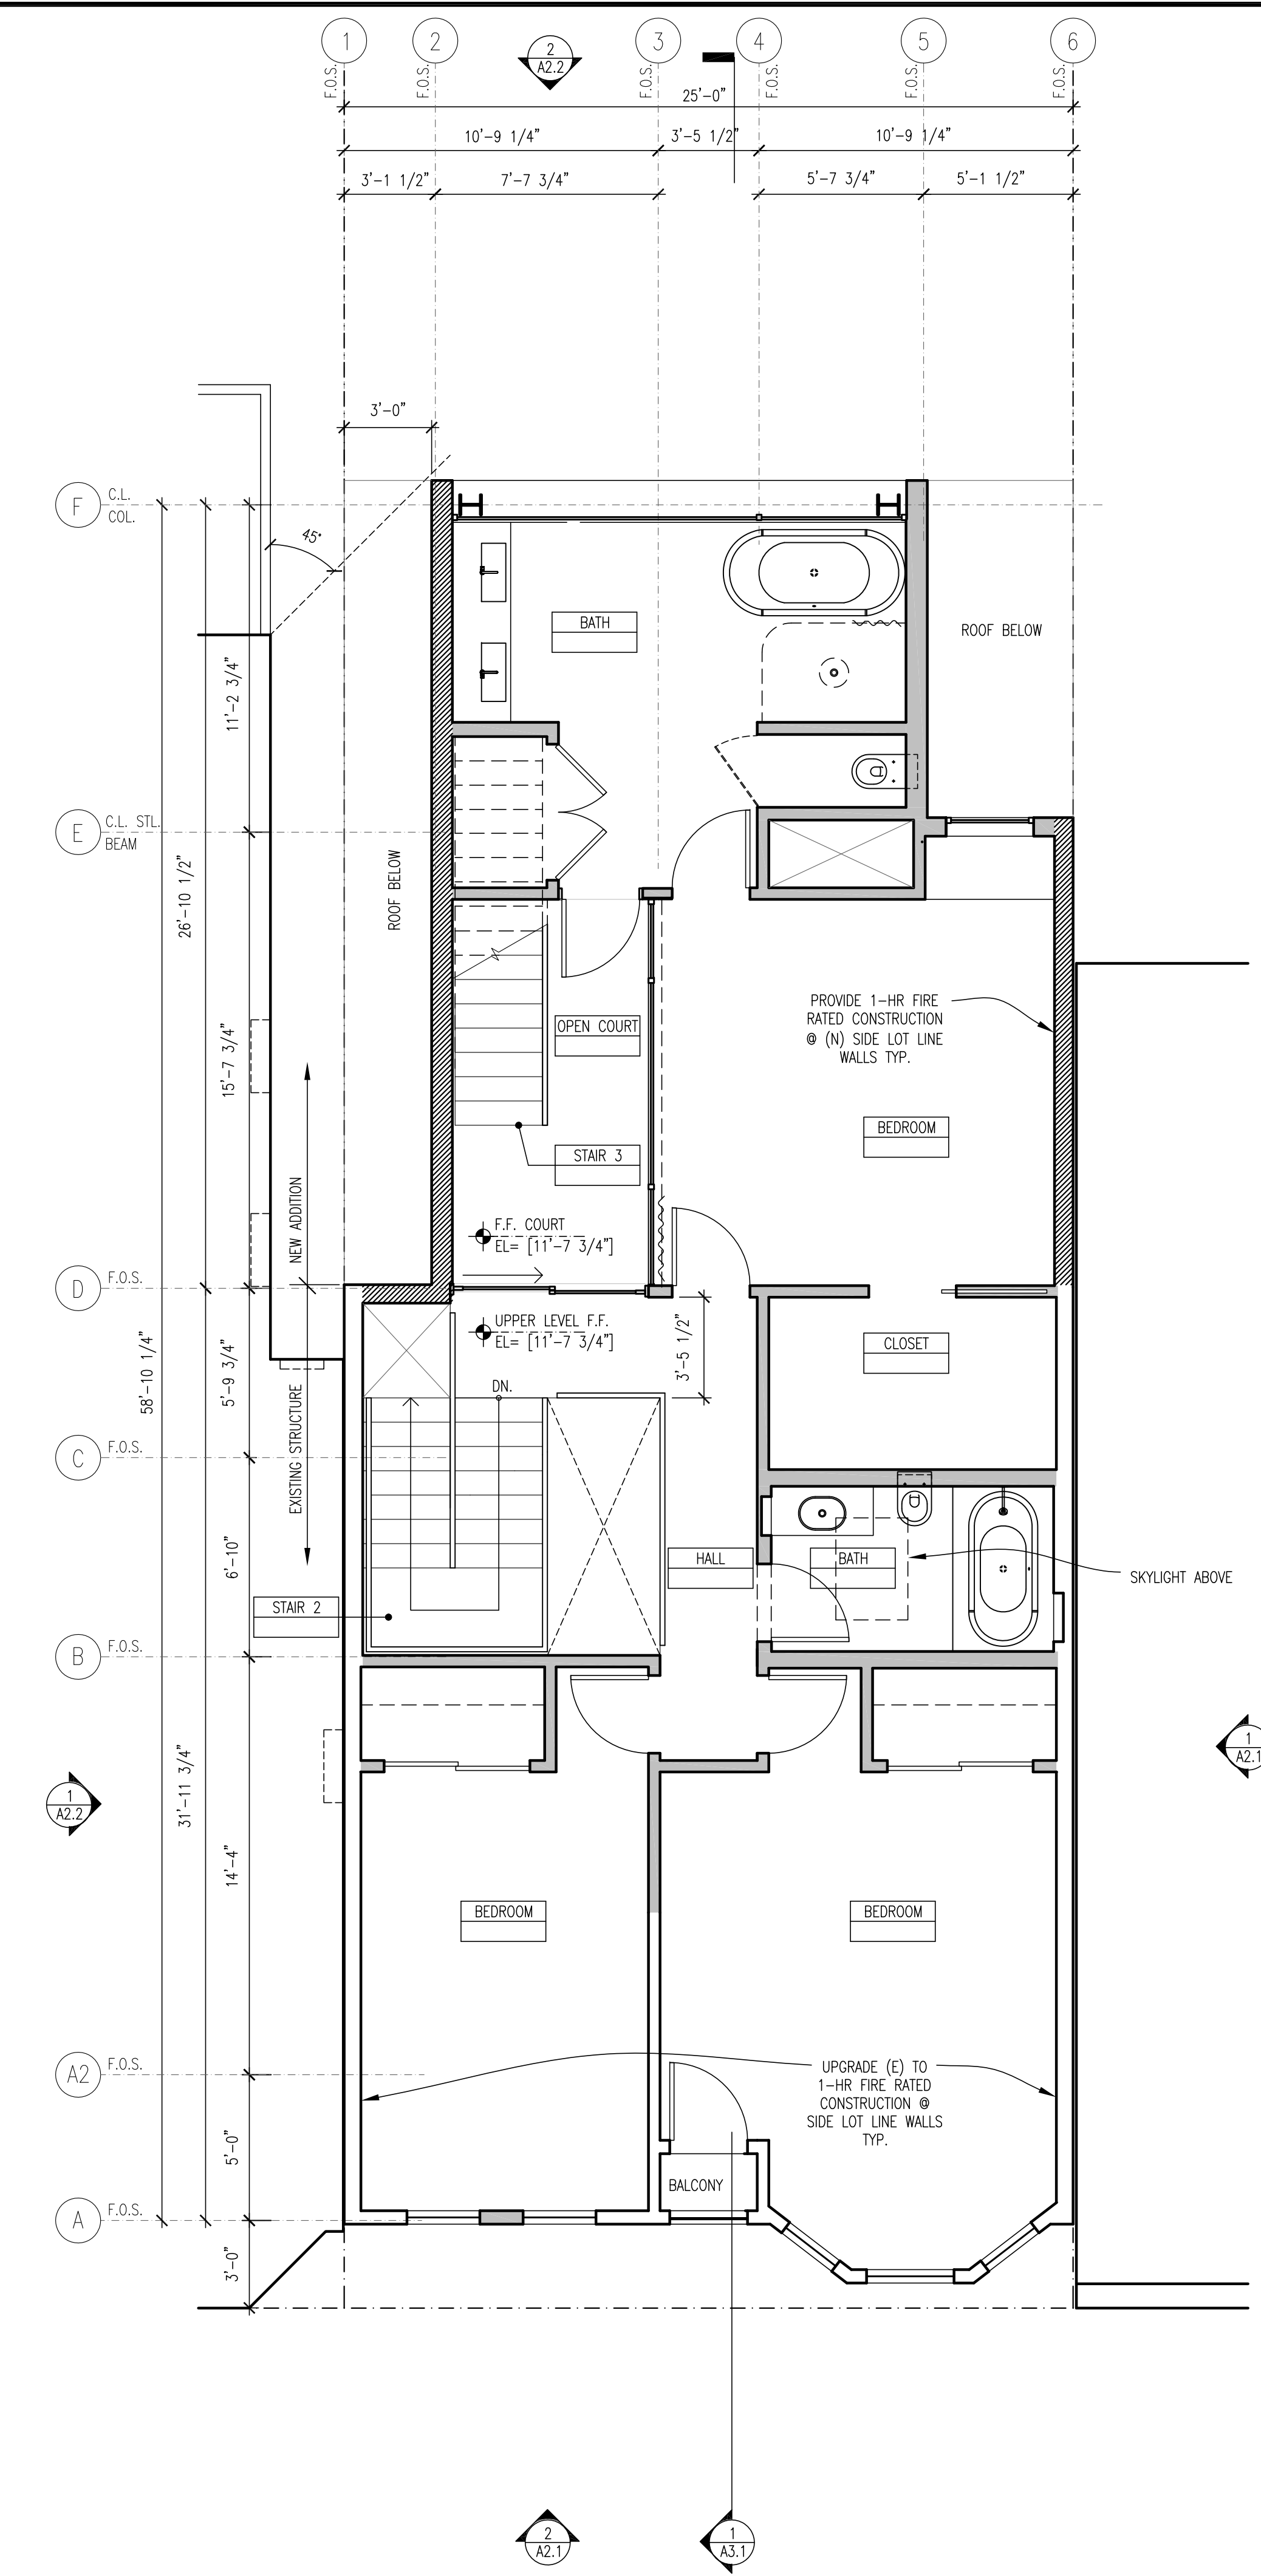 1
2
3
4
5
6
2
A2.2
F.O.S.
F.O.S.
F.O.S.
F.O.S.
F.O.S.
F.O.S.
25'-0"
10'-9 1/4"
3'-5 1/2"
10'-9 1/4"
3'-1 1/2"
7'-7 3/4"
5'-7 3/4"
5'-1 1/2"
3'-0"
F
C.L.
COL.
45°
BATH
ROOF BELOW
11'-2 3/4"
E
C.L. STL.
BEAM
26'-10 1/2"
ROOF BELOW
PROVIDE 1-HR FIRE
RATED CONSTRUCTION
@ (N) SIDE LOT LINE
WALLS TYP.
OPEN COURT
15'-7 3/4"
BEDROOM
STAIR 3
NEW ADDITION
F.F. COURT
EL= [11'-7 3/4"]
D
F.O.S.
UPPER LEVEL F.F.
EL= [11'-7 3/4"]
3'-5 1/2"
CLOSET
58'-10 1/4"
5'-9 3/4"
DN.
EXISTING STRUCTURE
C
F.O.S.
6'-10"
HALL
BATH
SKYLIGHT ABOVE
STAIR 2
B
F.O.S.
1
A2.1
1
A2.2
31'-11 3/4"
14'-4"
BEDROOM
BEDROOM
A2
F.O.S.
UPGRADE (E) TO
1-HR FIRE RATED
CONSTRUCTION @
SIDE LOT LINE WALLS
TYP.
5'-0"
BALCONY
A
F.O.S.
3'-0"
2
A2.1
1
A3.1